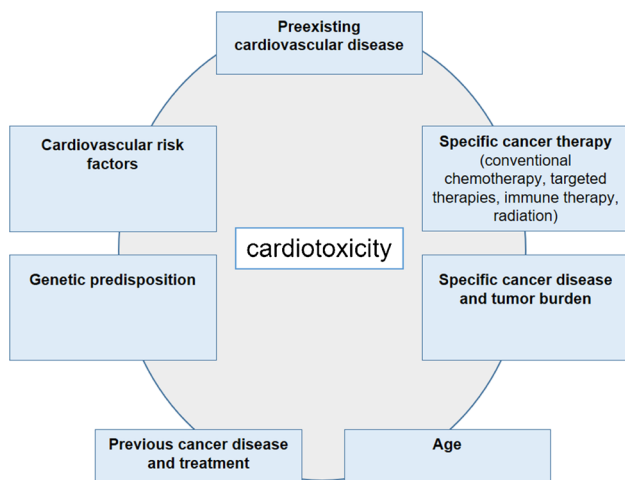 Preexisting
cardiovascular disease
Cardiovascular risk
factors
Specific cancer therapy
(conventional
chemotherapy, targeted
therapies, immune therapy,
radiation)
cardiotoxicity
Genetic predisposition
Specific cancer disease
and tumor burden
Previous cancer disease
and treatment
Age